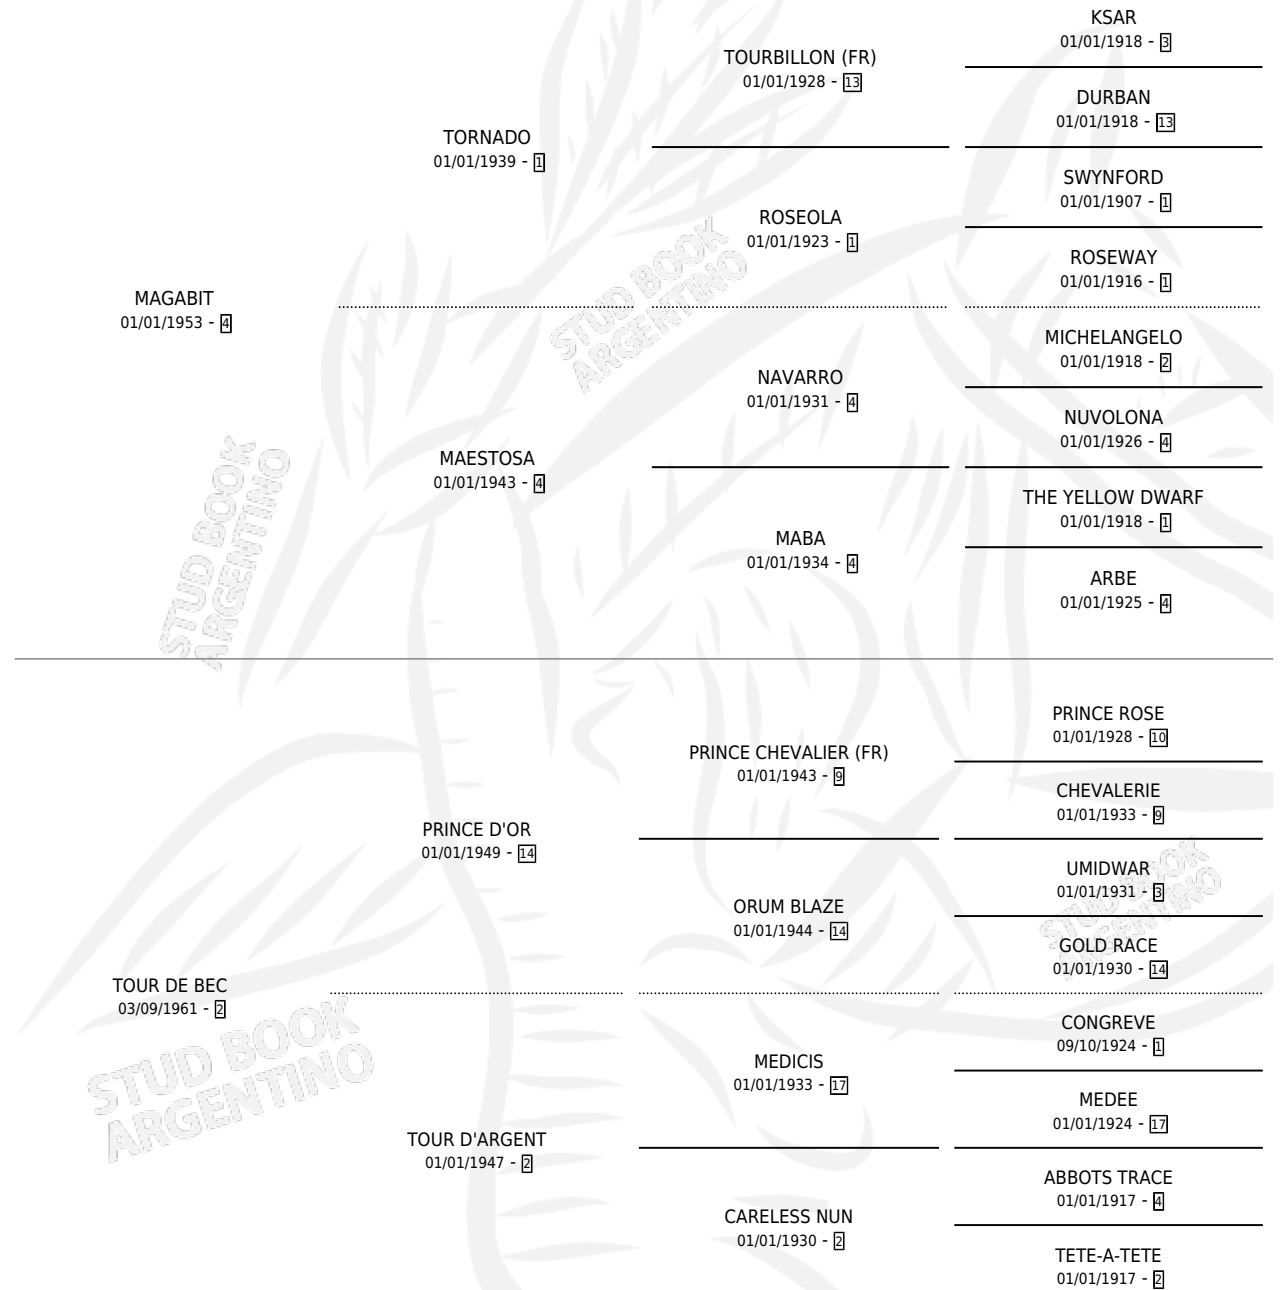 KSAR
01/01/1918 - 3
TOURBILLON (FR)
01/01/1928 - 13
DURBAN
01/01/1918 - 13
TORNADO
01/01/1939 - 1
SWYNFORD
01/01/1907 - 1
ROSEOLA
01/01/1923 - 1
ROSEWAY
01/01/1916 - 1
MAGABIT
01/01/1953 - 4
MICHELANGELO
01/01/1918 - 2
NAVARRO
01/01/1931 - 4
NUVOLONA
01/01/1926 - 4
MAESTOSA
01/01/1943 - 4
THE YELLOW DWARF
01/01/1918 - 1
MABA
01/01/1934 - 4
ARBE
01/01/1925 - 4
PRINCE ROSE
01/01/1928 - 10
PRINCE CHEVALIER (FR)
01/01/1943 - 9
CHEVALERIE
01/01/1933 - 9
PRINCE D'OR
01/01/1949 - 14
UMIDWAR
01/01/1931 - 3
ORUM BLAZE
01/01/1944 - 14
GOLD RACE
01/01/1930 - 14
TOUR DE BEC
03/09/1961 - 2
CONGREVE
09/10/1924 - 1
MEDICIS
01/01/1933 - 17
MEDEE
01/01/1924 - 17
TOUR D'ARGENT
01/01/1947 - 2
ABBOTS TRACE
01/01/1917 - 4
CARELESS NUN
01/01/1930 - 2
TETE-A-TETE
01/01/1917 - 2
STUD BOOK
ARGENTINO
STUD BOOK
ARGENTINO
STUD BOOK
ARGENTINO
STUD BOOK
ARGENTINO